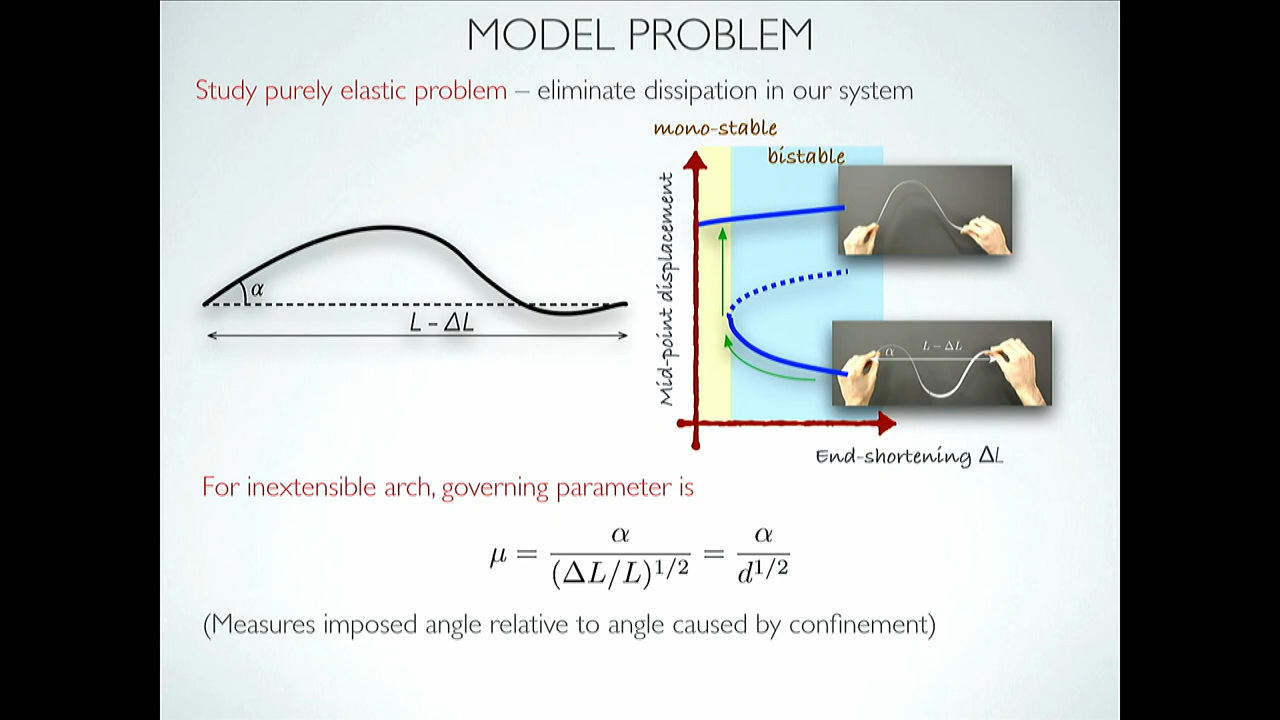 MODEL PROBLEM
Study purely elastic problem – eliminate dissipation in our system
mono-stable
bistable
Mid-point displacement
α
L - ΔL
α
L − ΔL
End-shortening ΔL
For inextensible arch, governing parameter is
μ = α / (ΔL/L)^{1/2} = α / d^{1/2}
(Measures imposed angle relative to angle caused by confinement)